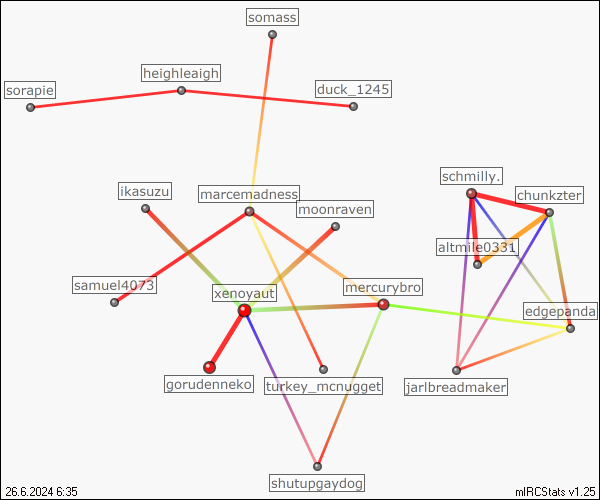 somass
heighleaigh
sorapie
duck_1245
schmilly.
ikasuzu
marcemadness
chunkzter
moonraven
altmile0331
samuel4073
xenoyaut
mercurybro
edgepanda
gorudenneko
turkey_mcnugget
jarlbreadmaker
shutupgaydog
26.6.2024 6:35
mIRCStats v1.25